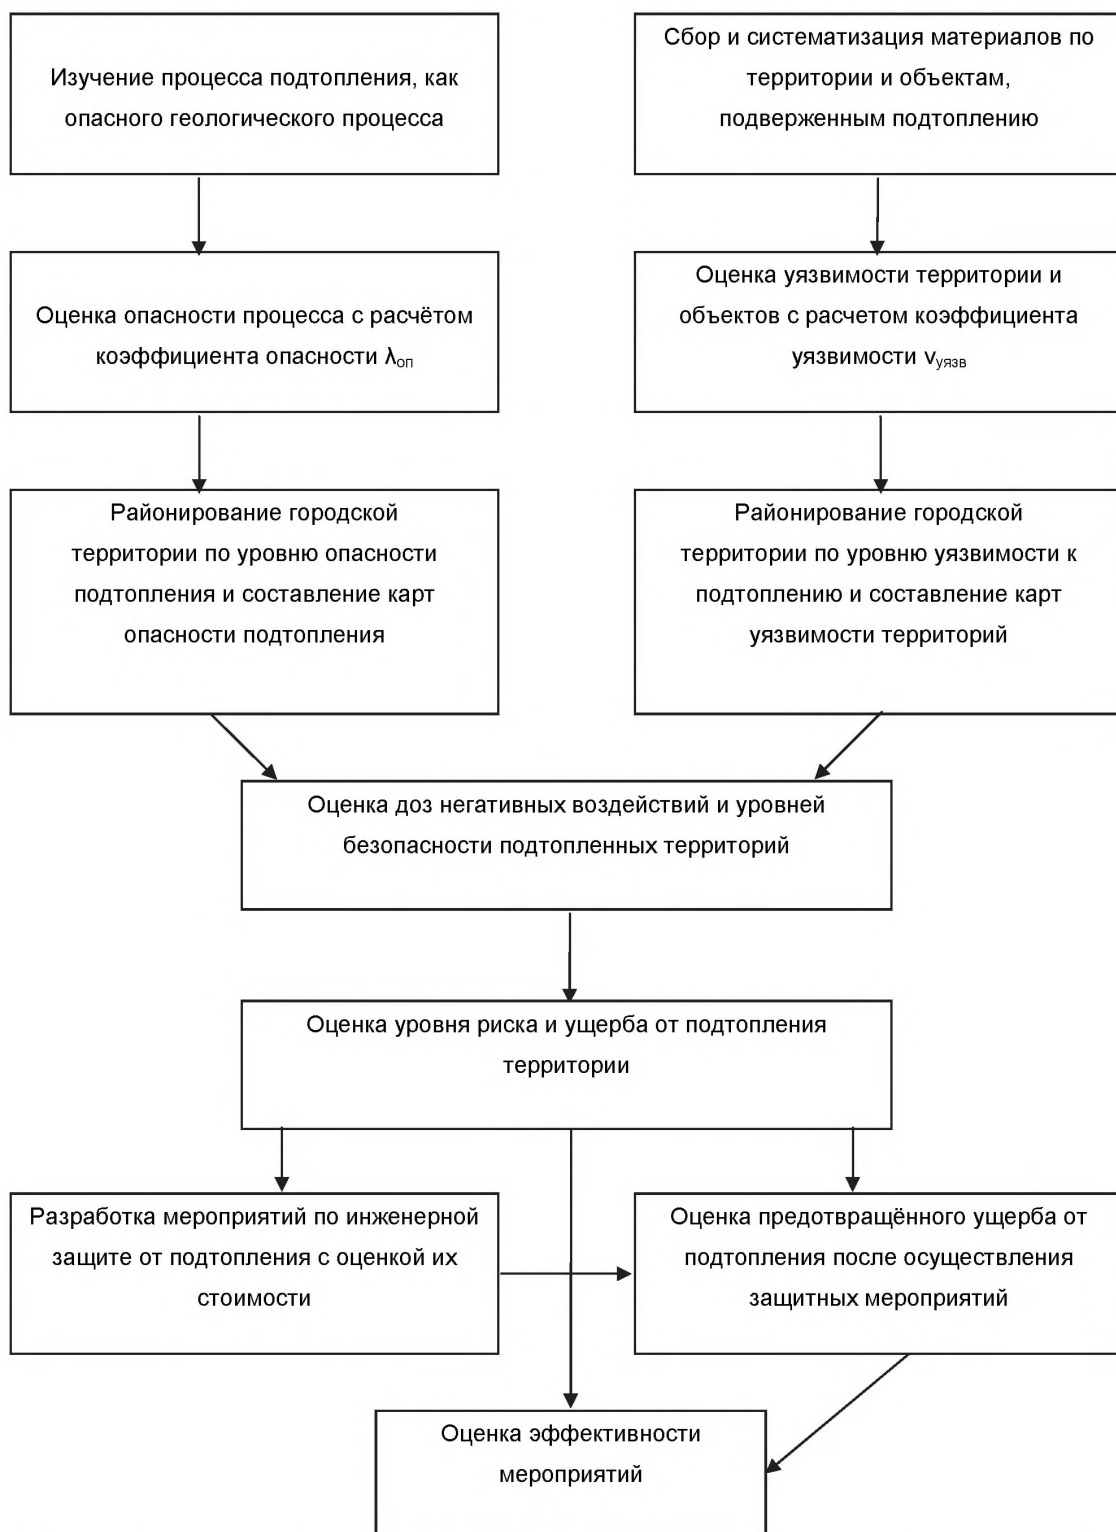 Изучение процесса подтопления, как
опасного геологического процесса
Сбор и систематизация материалов по
территории и объектам,
подверженным подтоплению
Оценка опасности процесса с расчётом
коэффициента опасности λоп
Оценка уязвимости территории и
объектов с расчетом коэффициента
уязвимости νуязв
Районирование городской
территории по уровню опасности
подтопления и составление карт
опасности подтопления
Районирование городской
территории по уровню уязвимости к
подтоплению и составление карт
уязвимости территорий
Оценка доз негативных воздействий и уровней
безопасности подтопленных территорий
Оценка уровня риска и ущерба от подтопления
территории
Разработка мероприятий по инженерной
защите от подтопления с оценкой их
стоимости
Оценка предотвращённого ущерба от
подтопления после осуществления
защитных мероприятий
Оценка эффективности
мероприятий